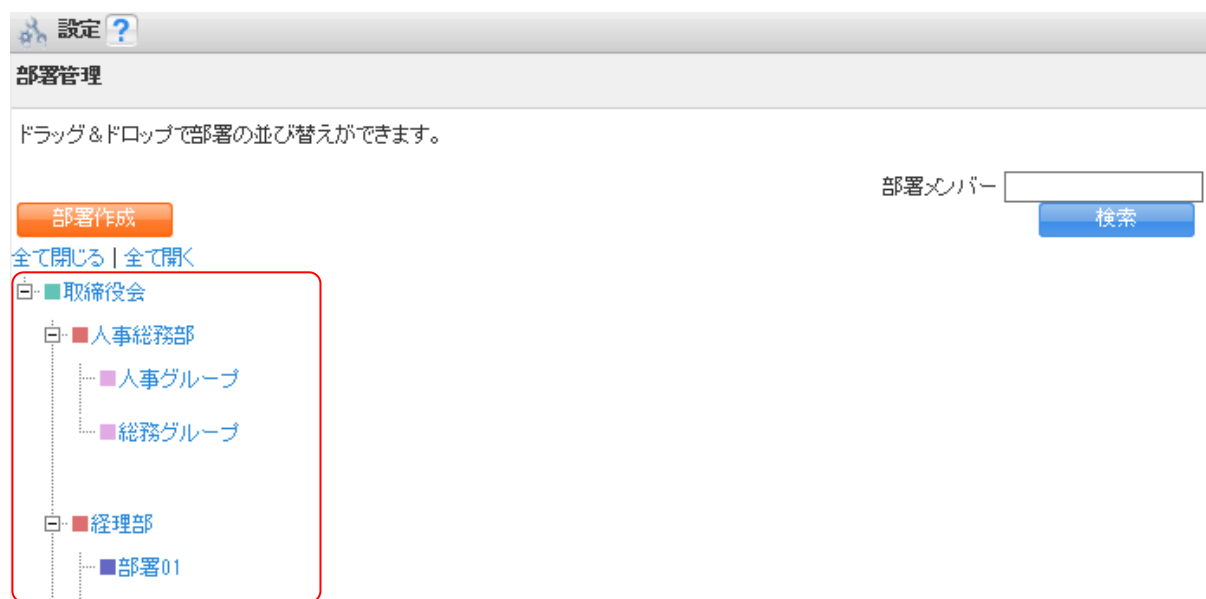 設定 ?
部署管理
ドラッグ&ドロップで部署の並び替えができます。
部署メンバー
部署作成 検索
全て閉じる | 全て開く
取締役会
人事総務部
人事グループ
総務グループ
経理部
部署01